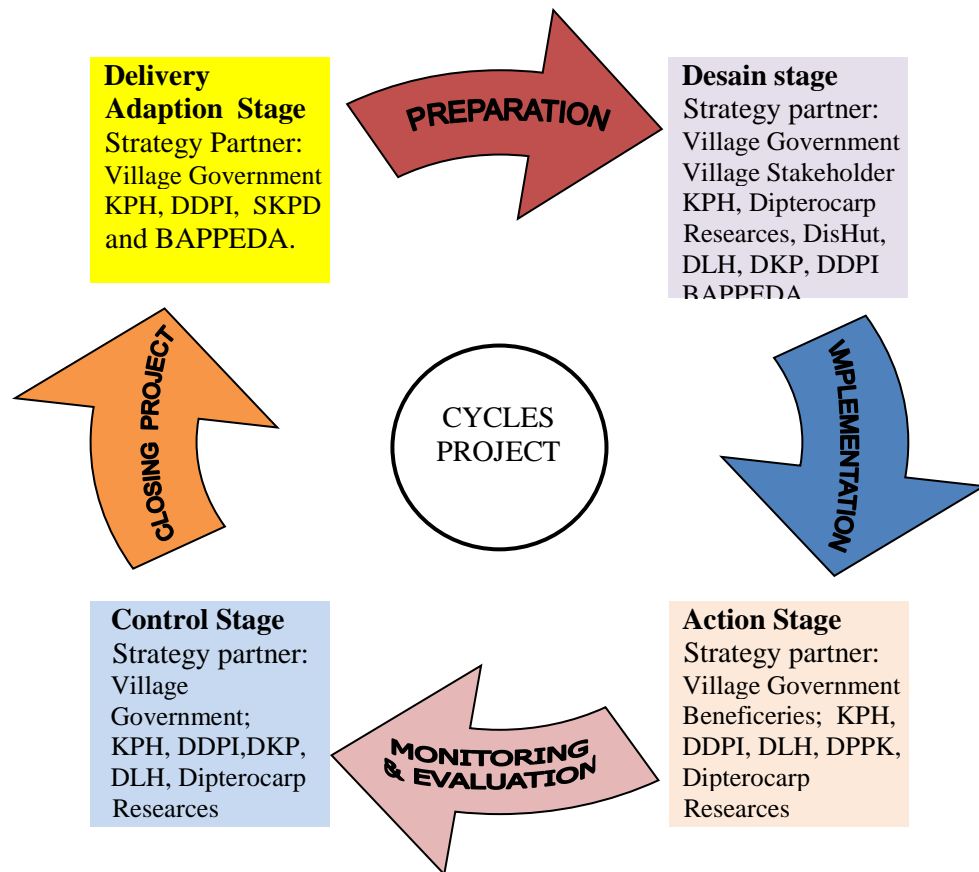 Delivery
Adaption Stage
Strategy Partner:
Village Government
KPH, DDPI, SKPD
and BAPPEDA.
PREPARATION
Desain stage
Strategy partner:
Village Government
Village Stakeholder
KPH, Dipterocarp
Researces, DisHut,
DLH, DKP, DDPI
BAPPEDA
IMPLEMENTATION
CLOSING PROJECT
CYCLES
PROJECT
Control Stage
Strategy partner:
Village
Government;
KPH, DDPI,DKP,
DLH, Dipterocarp
Researces
MONITORING
& EVALUATION
Action Stage
Strategy partner:
Village Government
Beneficeries; KPH,
DDPI, DLH, DPPK,
Dipterocarp
Researces